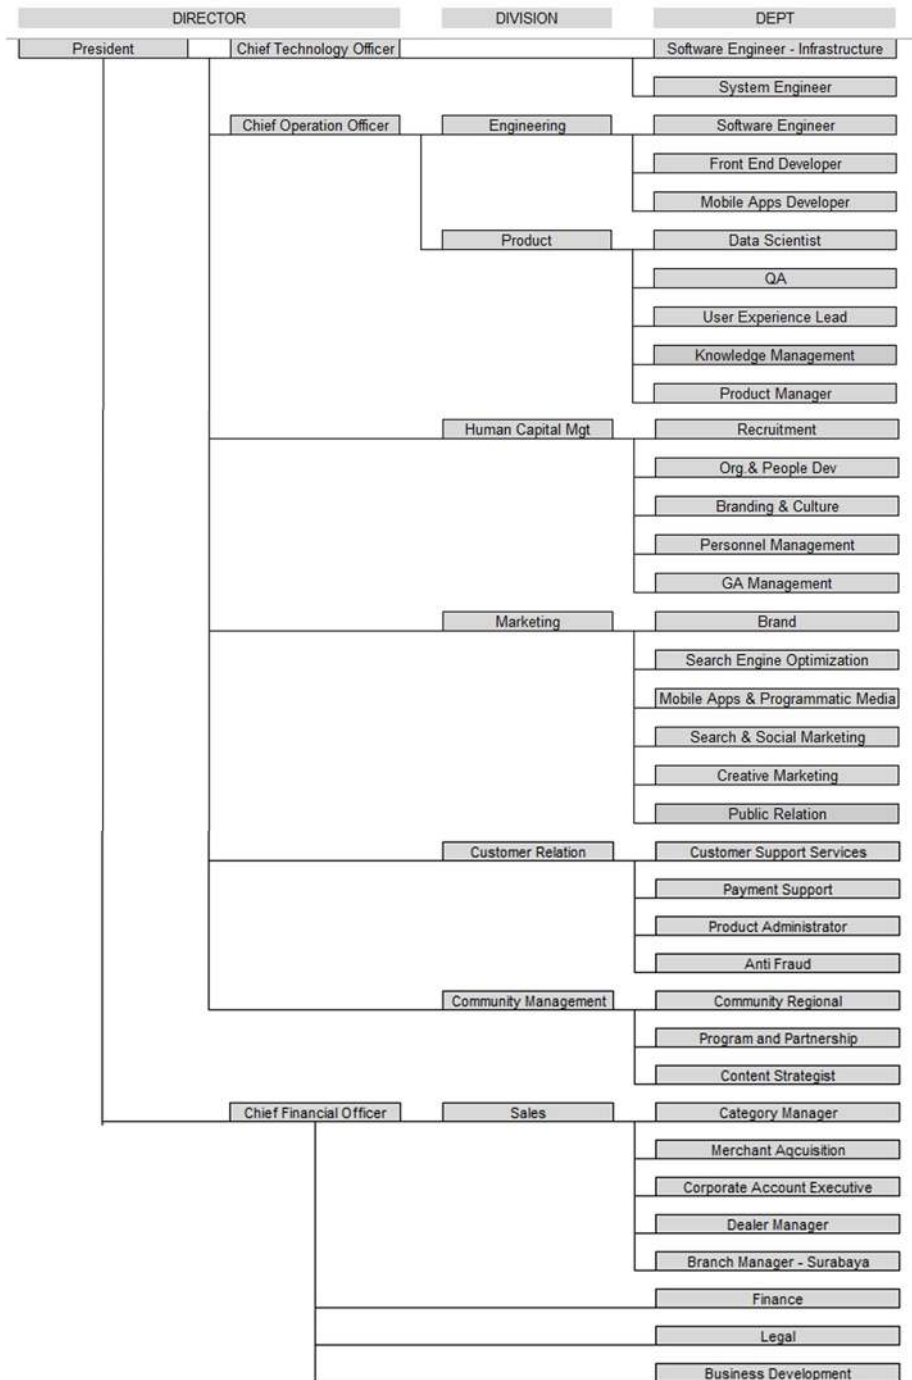 DIRECTOR DIVISION DEPT
President Chief Technology Officer Software Engineer - Infrastructure
System Engineer
Chief Operation Officer Engineering Software Engineer
Front End Developer
Mobile Apps Developer
Product Data Scientist
QA
User Experience Lead
Knowledge Management
Product Manager
Human Capital Mgt Recruitment
Org.& People Dev
Branding & Culture
Personnel Management
GA Management
Marketing Brand
Search Engine Optimization
Mobile Apps & Programmatic Media
Search & Social Marketing
Creative Marketing
Public Relation
Customer Relation Customer Support Services
Payment Support
Product Administrator
Anti Fraud
Community Management Community Regional
Program and Partnership
Content Strategist
Chief Financial Officer Sales Category Manager
Merchant Aqcuisition
Corporate Account Executive
Dealer Manager
Branch Manager - Surabaya
Finance
Legal
Business Development